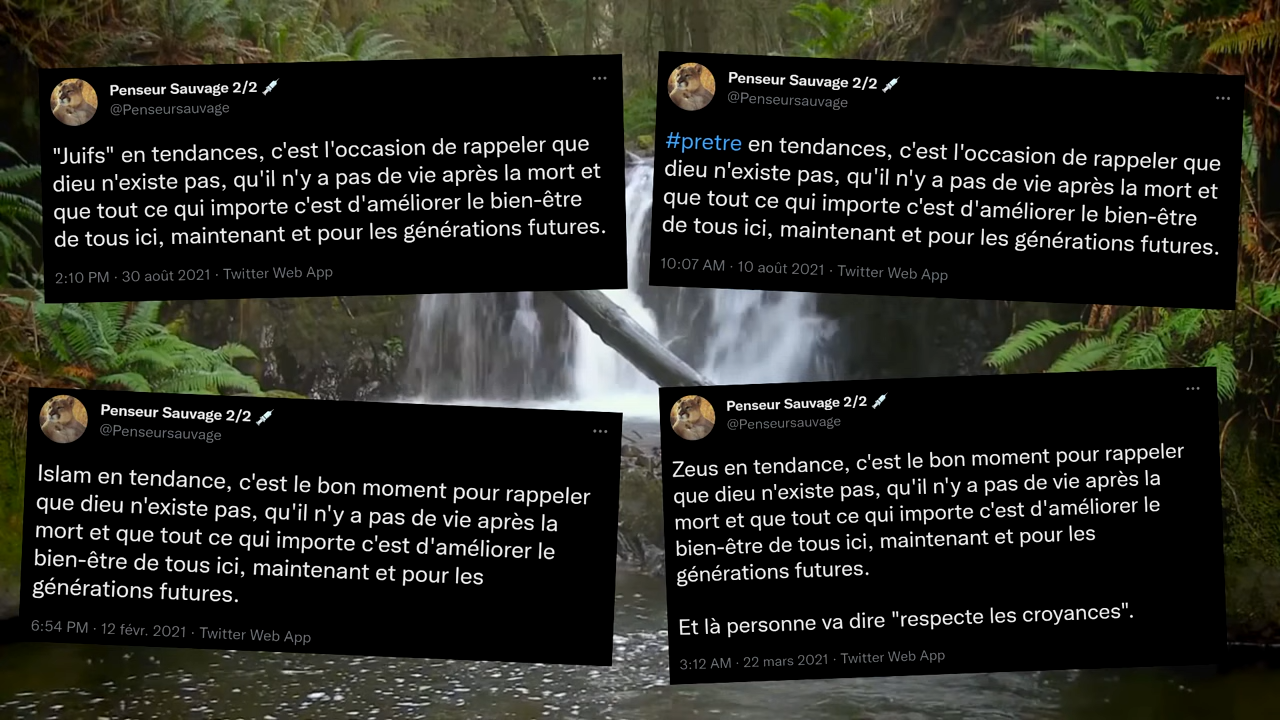 Penseur Sauvage 2/2 💉
@Penseursauvage
"Juifs" en tendances, c'est l'occasion de rappeler que
dieu n'existe pas, qu'il n'y a pas de vie après la mort et
que tout ce qui importe c'est d'améliorer le bien-être
de tous ici, maintenant et pour les générations futures.
2:10 PM · 30 août 2021 · Twitter Web App
Penseur Sauvage 2/2 💉
@Penseursauvage
#pretre en tendances, c'est l'occasion de rappeler que
dieu n'existe pas, qu'il n'y a pas de vie après la mort et
que tout ce qui importe c'est d'améliorer le bien-être
de tous ici, maintenant et pour les générations futures.
10:07 AM · 10 août 2021 · Twitter Web App
Penseur Sauvage 2/2 💉
@Penseursauvage
Islam en tendance, c'est le bon moment pour rappeler
que dieu n'existe pas, qu'il n'y a pas de vie après la
mort et que tout ce qui importe c'est d'améliorer le
bien-être de tous ici, maintenant et pour les
générations futures.
6:54 PM · 12 févr. 2021 · Twitter Web App
Penseur Sauvage 2/2 💉
@Penseursauvage
Zeus en tendance, c'est le bon moment pour rappeler
que dieu n'existe pas, qu'il n'y a pas de vie après la
mort et que tout ce qui importe c'est d'améliorer le
bien-être de tous ici, maintenant et pour les
générations futures.
Et là personne va dire "respecte les croyances".
3:12 AM · 22 mars 2021 · Twitter Web App